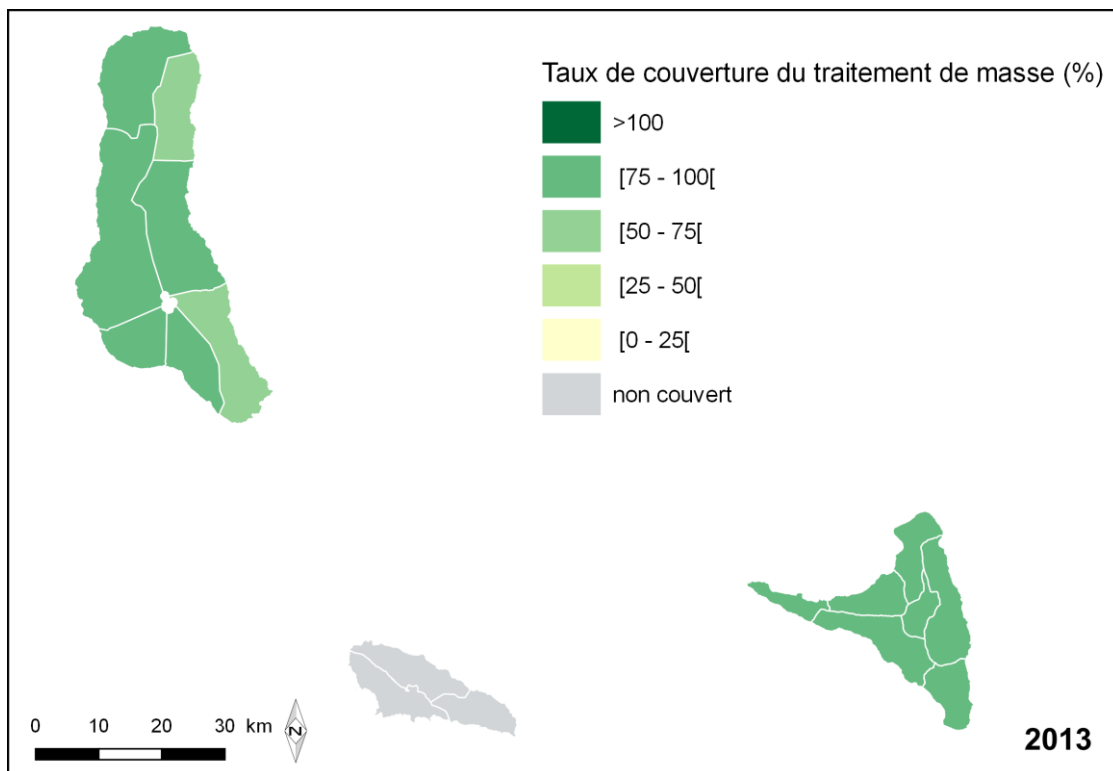 Taux de couverture du traitement de masse (%)
>100
[75 - 100[
[50 - 75[
[25 - 50[
[0 - 25[
non couvert
0 10 20 30 km
N
2013